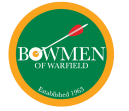 BOWMEN
OF WARFIELD
Established 1965